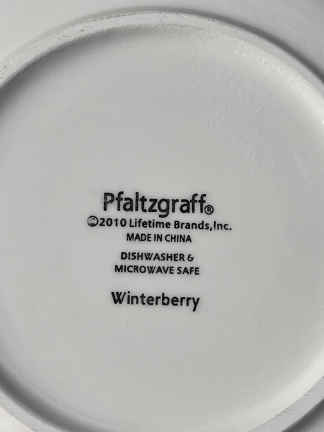 Pfaltzgraff®
©2010 Lifetime Brands,Inc.
MADE IN CHINA
DISHWASHER &
MICROWAVE SAFE
Winterberry